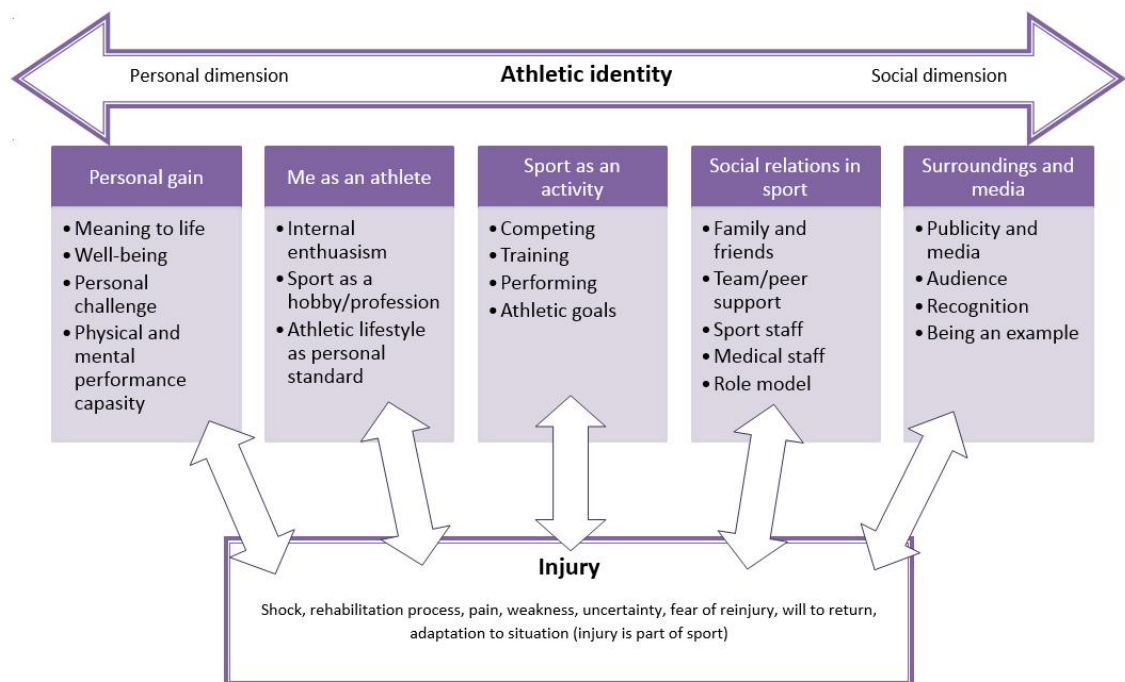 Personal dimension
Athletic identity
Social dimension
Personal gain
• Meaning to life
• Well-being
• Personal
challenge
• Physical and
mental
performance
capasity
Me as an athlete
• Internal
enthuasism
• Sport as a
hobby/profession
• Athletic lifestyle
as personal
standard
Sport as an
activity
• Competing
• Training
• Performing
• Athletic goals
Social relations in
sport
• Family and
friends
• Team/peer
support
• Sport staff
• Medical staff
• Role model
Surroundings and
media
• Publicity and
media
• Audience
• Recognition
• Being an example
Injury
Shock, rehabilitation process, pain, weakness, uncertainty, fear of reinjury, will to return,
adaptation to situation (injury is part of sport)